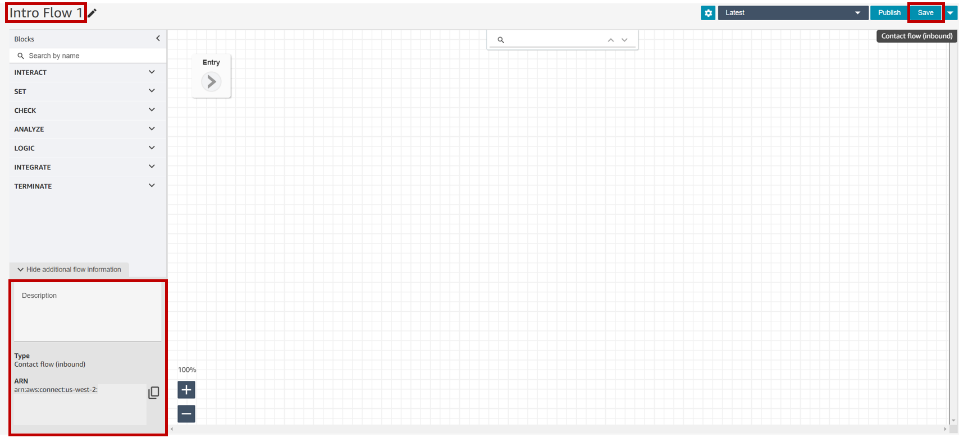 Intro Flow 1
Latest
Publish
Save
Contact flow (inbound)
Blocks
Search by name
INTERACT
SET
CHECK
ANALYZE
LOGIC
INTEGRATE
TERMINATE
Entry
Hide additional flow information
Description
Type
Contact flow (inbound)
ARN
arn:aws:connect:us-west-2:
100%